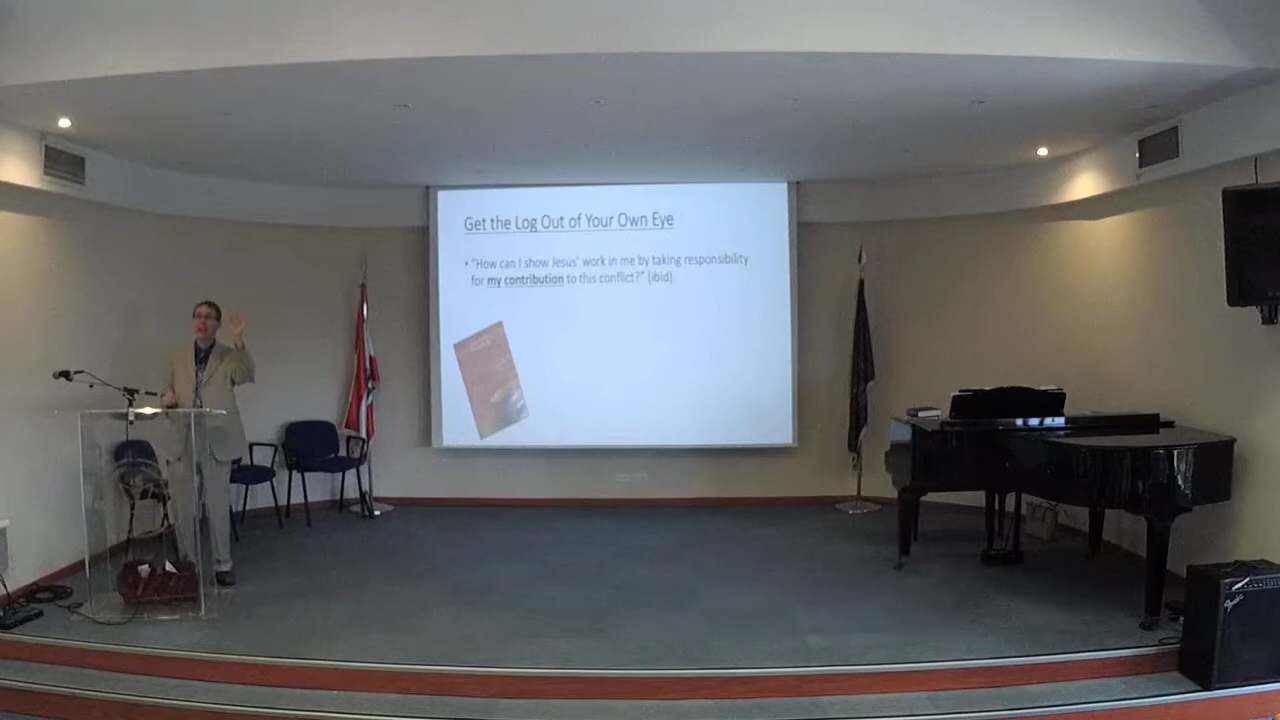 Get the Log Out of Your Own Eye
• “How can I show Jesus’ work in me by taking responsibility
for my contribution to this conflict?” (ibid)
Fender